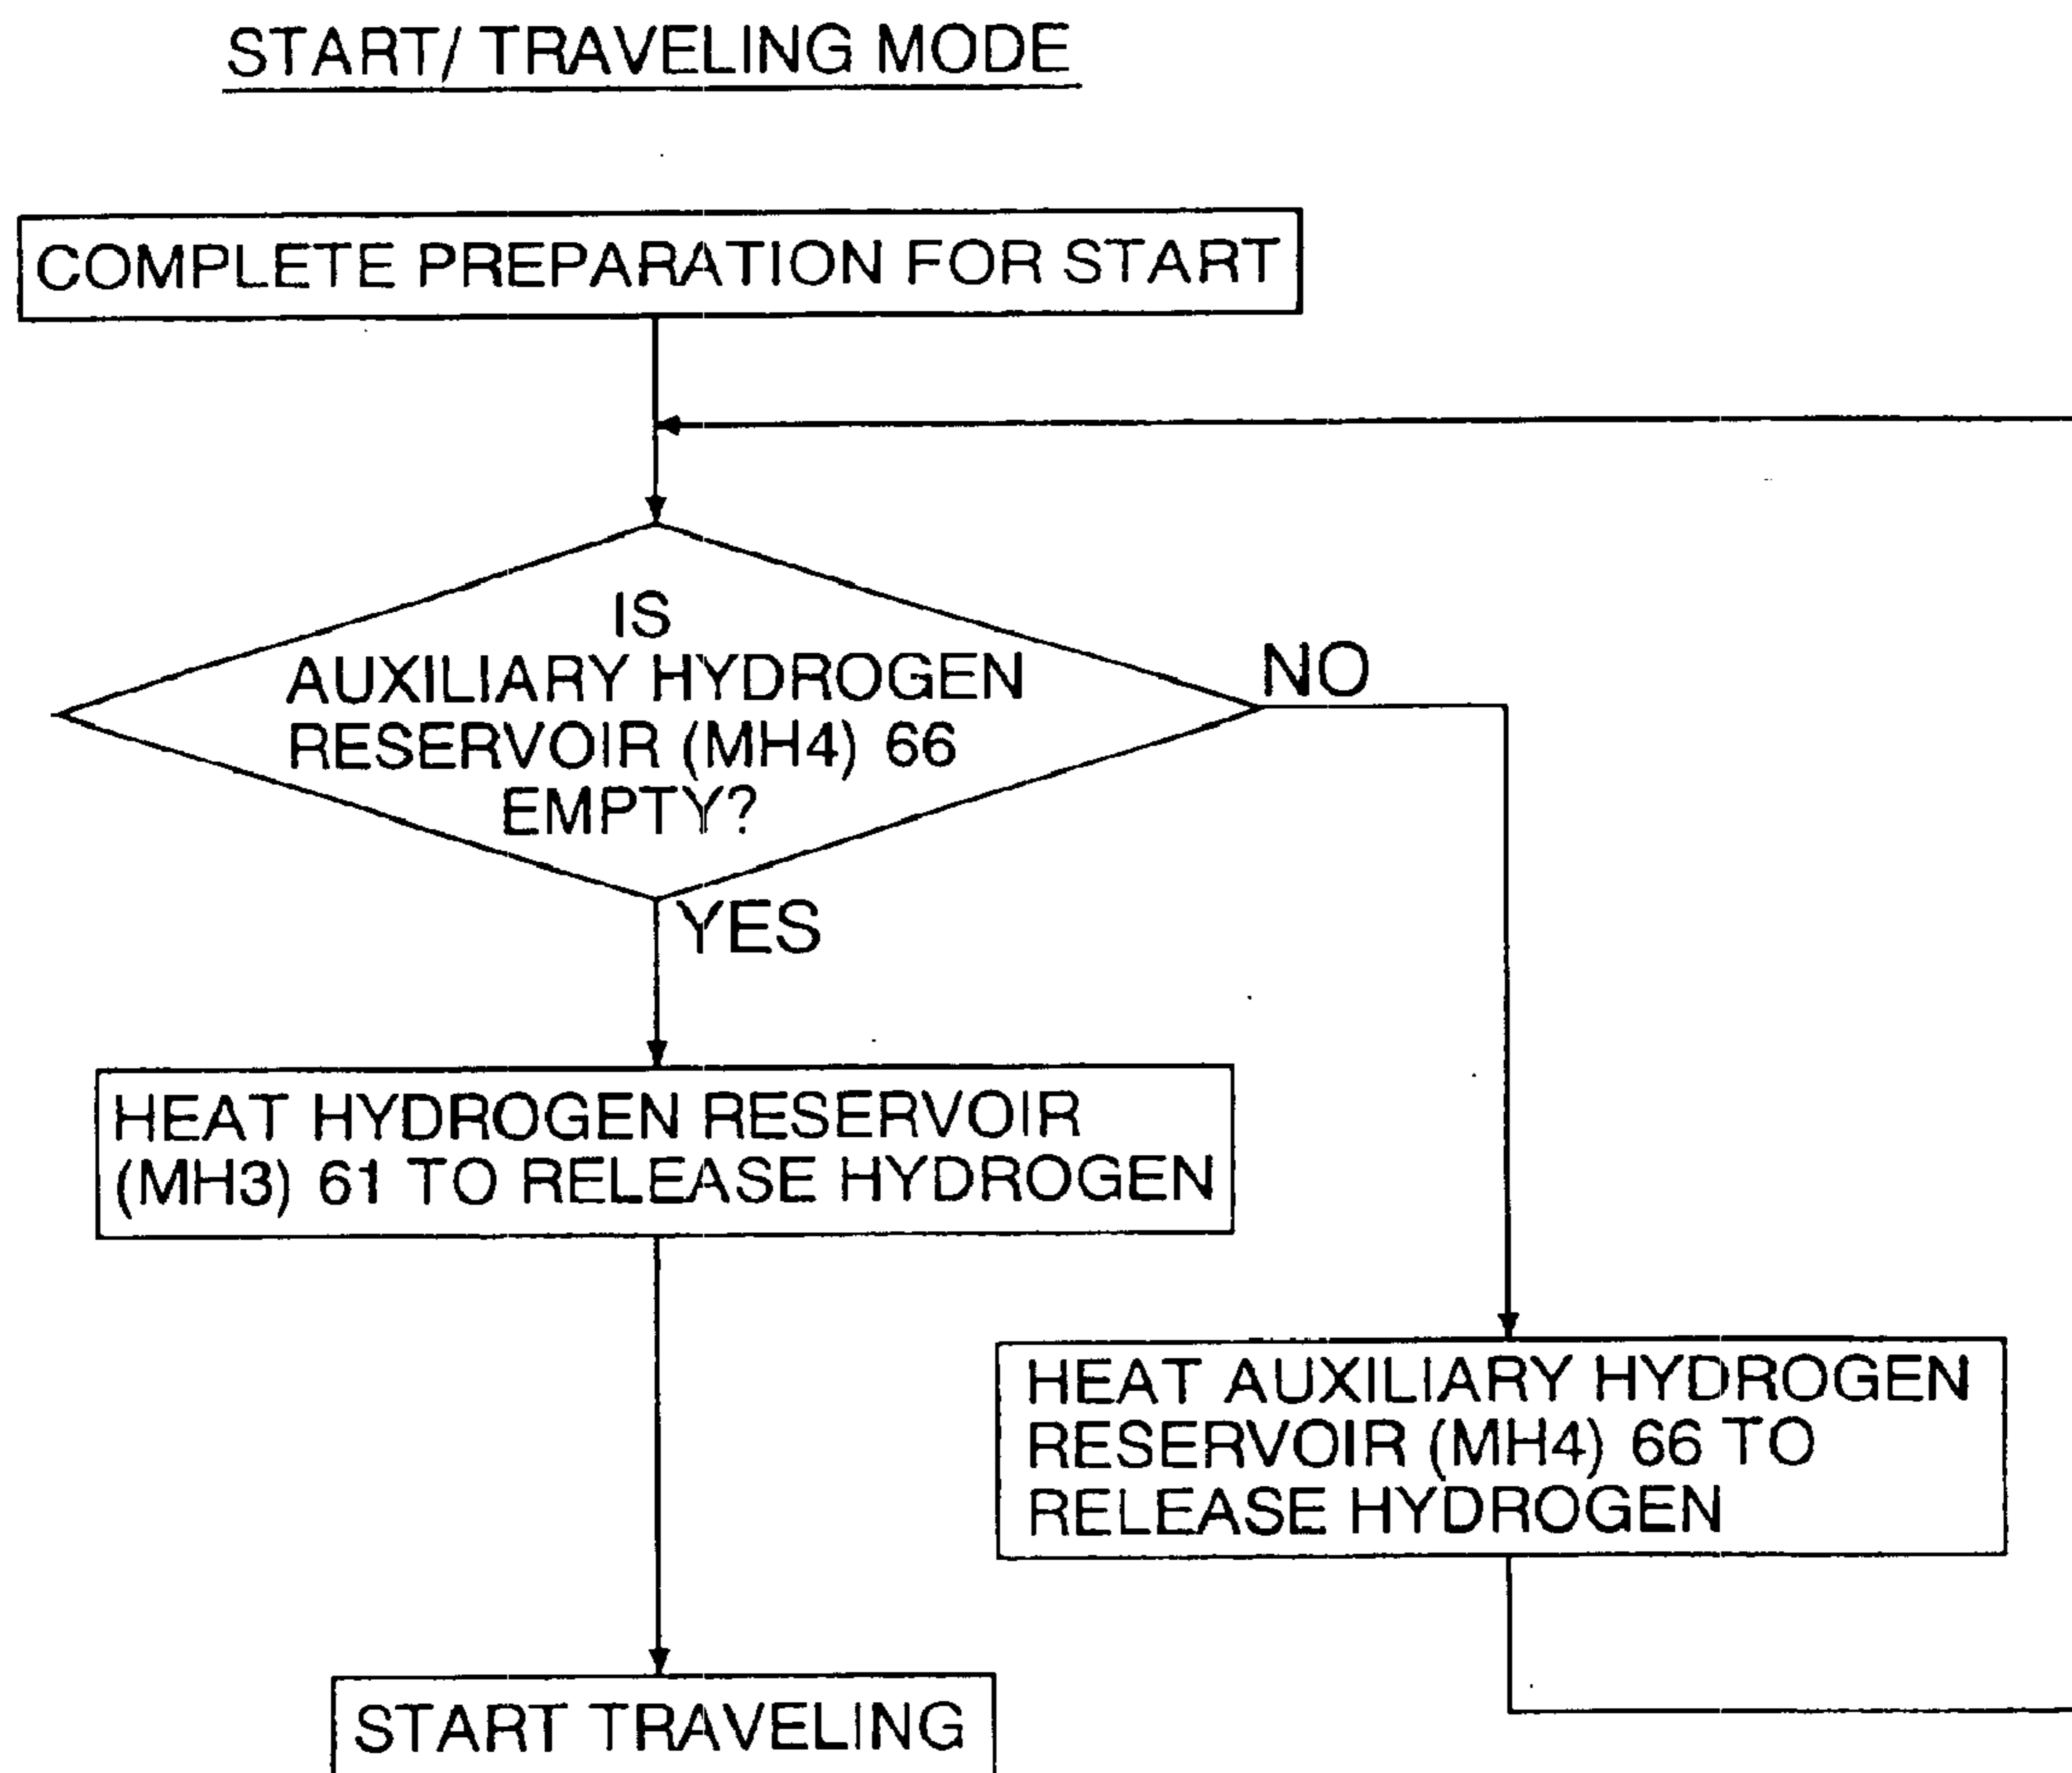 START/ TRAVELING MODE
COMPLETE PREPARATION FOR START
IS
AUXILIARY HYDROGEN
RESERVOIR (MH4) 66
EMPTY?
NO
YES
HEAT HYDROGEN RESERVOIR
(MH3) 61 TO RELEASE HYDROGEN
HEAT AUXILIARY HYDROGEN
RESERVOIR (MH4) 66 TO
RELEASE HYDROGEN
START TRAVELING